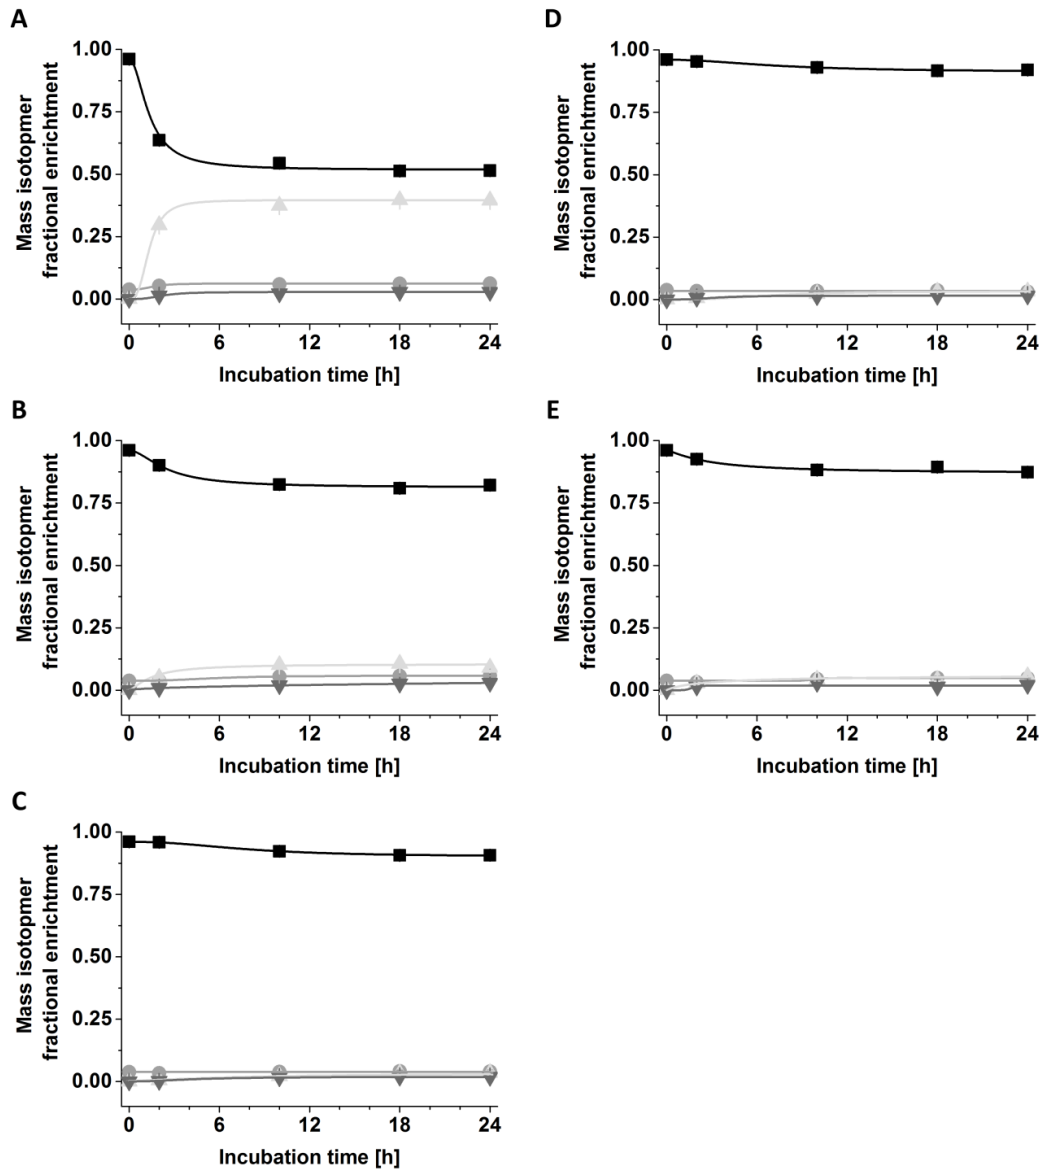 A
Mass isotopmer
fractional enrichtment
1.00
0.75
0.50
0.25
0.00
0 6 12 18 24
Incubation time [h]
B
Mass isotopmer
fractional enrichtment
1.00
0.75
0.50
0.25
0.00
0 6 12 18 24
Incubation time [h]
C
Mass isotopmer
fractional enrichtment
1.00
0.75
0.50
0.25
0.00
0 6 12 18 24
Incubation time [h]
D
Mass isotopmer
fractional enrichtment
1.00
0.75
0.50
0.25
0.00
0 6 12 18 24
Incubation time [h]
E
Mass isotopmer
fractional enrichtment
1.00
0.75
0.50
0.25
0.00
0 6 12 18 24
Incubation time [h]